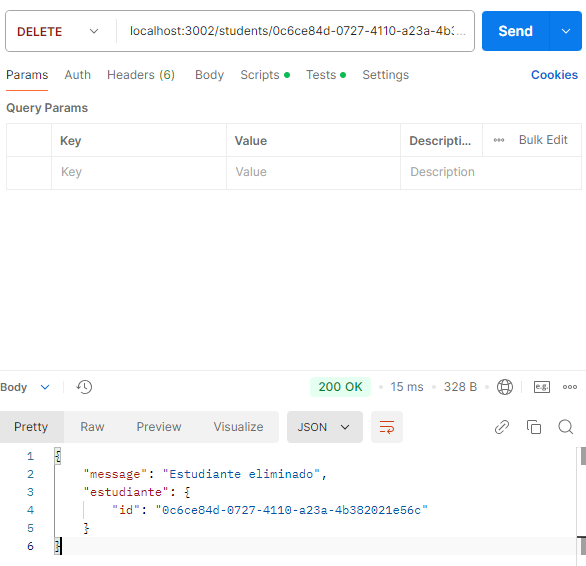 DELETE localhost:3002/students/0c6ce84d-0727-4110-a23a-4b3... Send
Params Auth Headers (6) Body Scripts Tests Settings Cookies
Query Params
Key Value Descripti... Bulk Edit
Key Value Description
Body 200 OK 15 ms 328 B e.g.
Pretty Raw Preview Visualize JSON
1 {
2 "message": "Estudiante eliminado",
3 "estudiante": {
4 "id": "0c6ce84d-0727-4110-a23a-4b382021e56c"
5 }
6 }